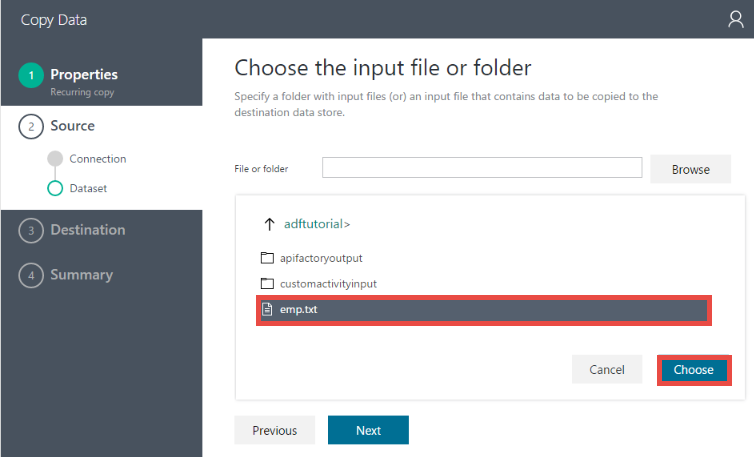 Copy Data
1 Properties
Recurring copy
2 Source
Connection
Dataset
3 Destination
4 Summary
Choose the input file or folder
Specify a folder with input files (or) an input file that contains data to be copied to the
destination data store.
File or folder Browse
adftutorial>
apifactoryoutput
customactivityinput
emp.txt
Cancel Choose
Previous Next